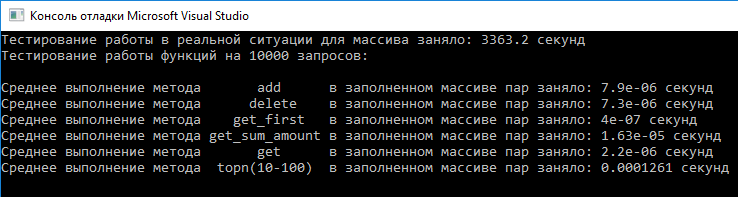 Консоль отладки Microsoft Visual Studio
Тестирование работы в реальной ситуации для массива заняло: 3363.2 секунд
Тестирование работы функций на 10000 запросов:
Среднее выполнение метода add в заполненном массиве пар заняло: 7.9e-06 секунд
Среднее выполнение метода delete в заполненном массиве пар заняло: 7.3e-06 секунд
Среднее выполнение метода get_first в заполненном массиве пар заняло: 4e-07 секунд
Среднее выполнение метода get_sum_amount в заполненном массиве пар заняло: 1.63e-05 секунд
Среднее выполнение метода get в заполненном массиве пар заняло: 2.2e-06 секунд
Среднее выполнение метода topn(10-100) в заполненном массиве пар заняло: 0.0001261 секунд